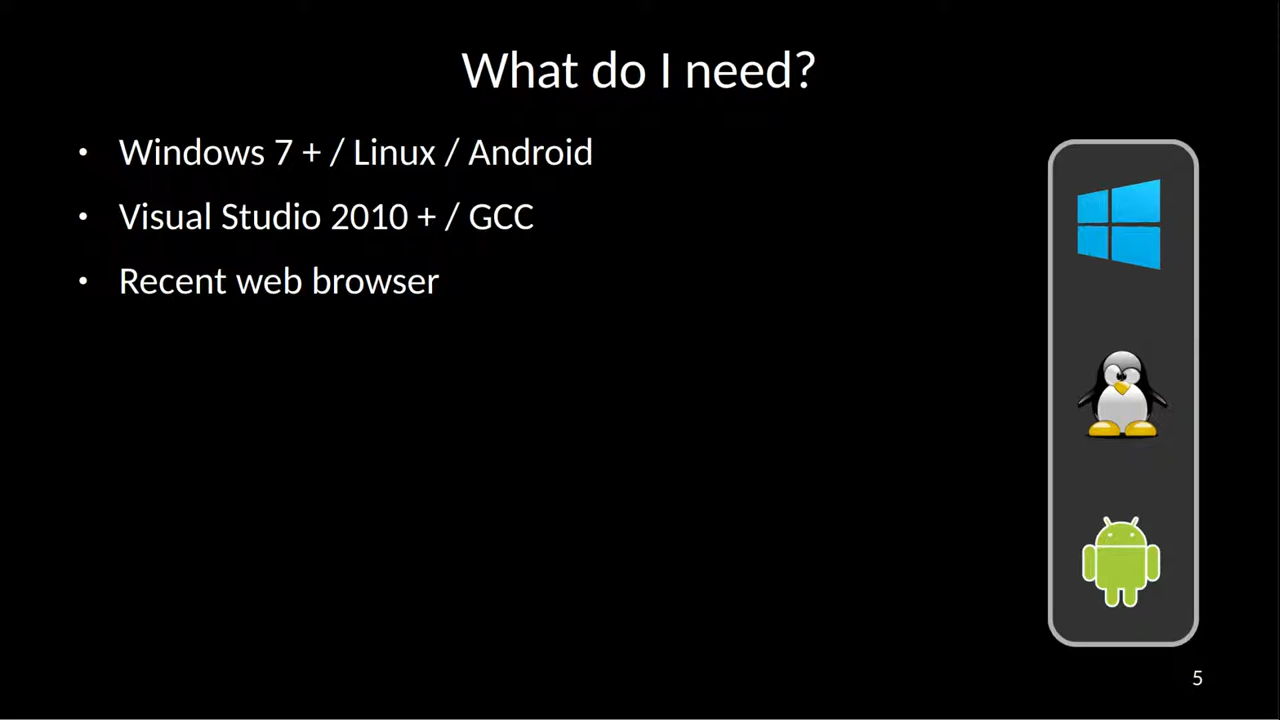 What do I need?
• Windows 7 + / Linux / Android
• Visual Studio 2010 + / GCC
• Recent web browser
5